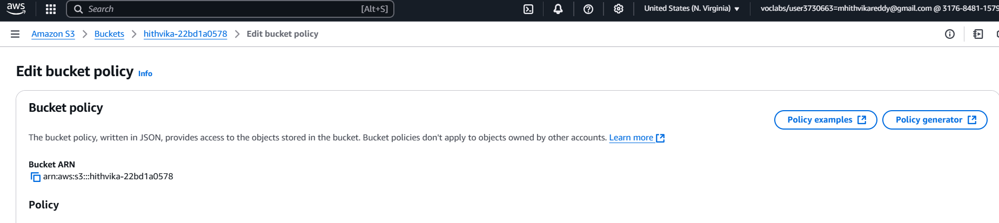 aws
Search [Alt+S] United States (N. Virginia) voclabs/user3730663=mhithvikareddy@gmail.com @ 3176-8481-1579
Amazon S3 Buckets hithvika-22bd1a0578 Edit bucket policy
Edit bucket policy Info
Bucket policy
Policy examples Policy generator
The bucket policy, written in JSON, provides access to the objects stored in the bucket. Bucket policies don't apply to objects owned by other accounts. Learn more
Bucket ARN
arn:aws:s3:::hithvika-22bd1a0578
Policy